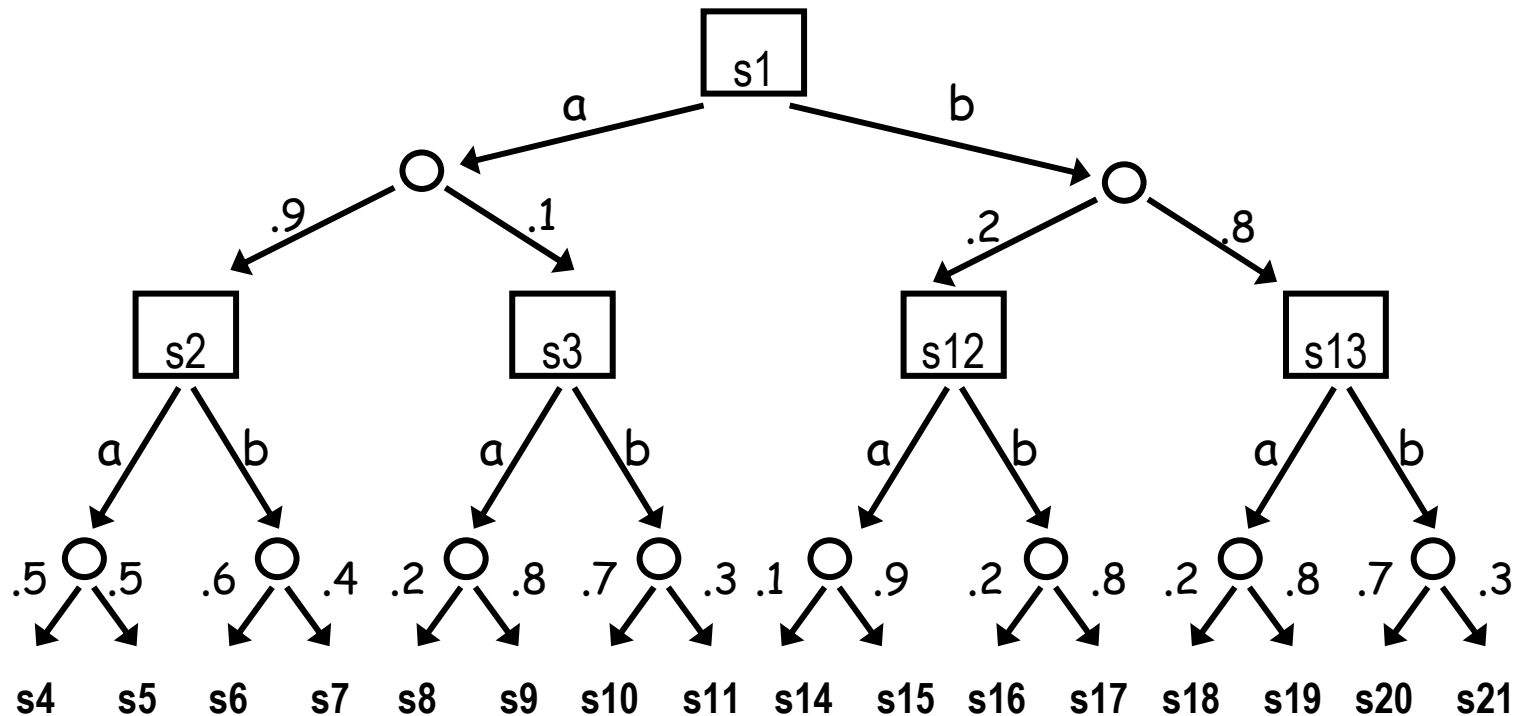 s1
a b
.9 .1 .2 .8
s2 s3 s12 s13
a b a b a b a b
.5 .5 .6 .4 .2 .8 .7 .3 .1 .9 .2 .8 .2 .8 .7 .3
s4 s5 s6 s7 s8 s9 s10 s11 s14 s15 s16 s17 s18 s19 s20 s21